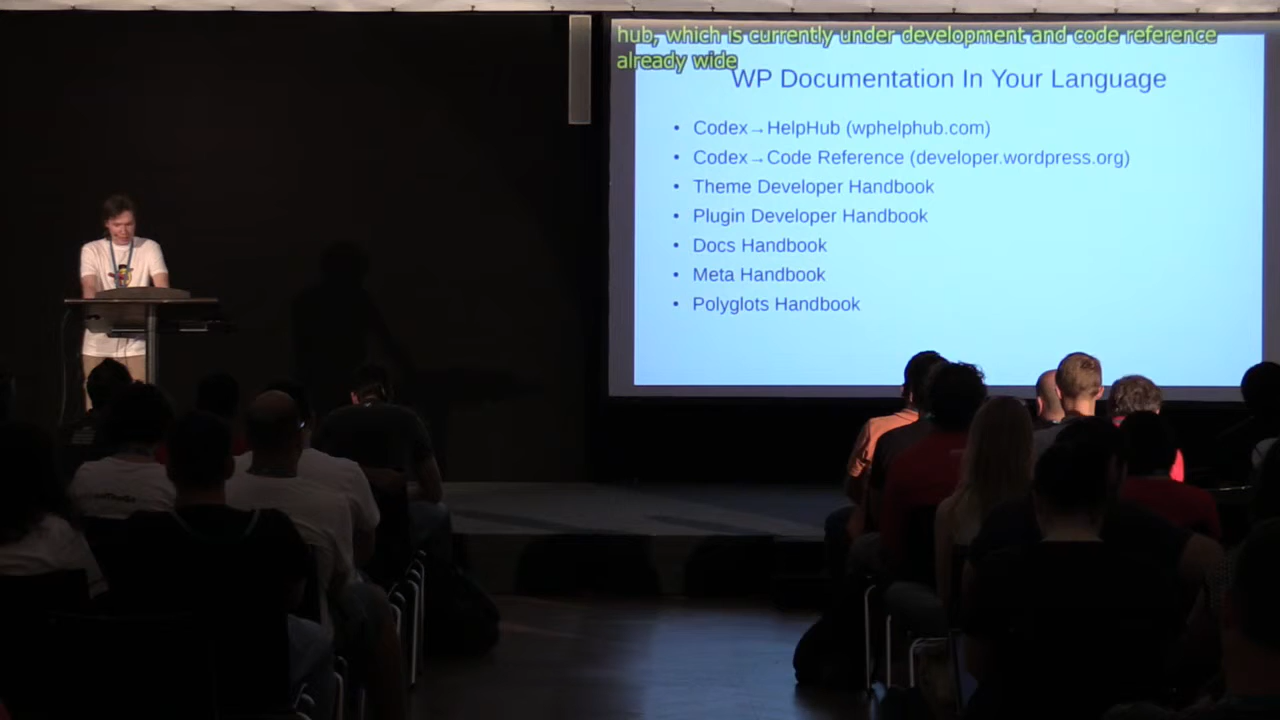 hub, which is currently under development and code reference
already wide
WP Documentation In Your Language
• Codex→HelpHub (wphelphub.com)
• Codex→Code Reference (developer.wordpress.org)
• Theme Developer Handbook
• Plugin Developer Handbook
• Docs Handbook
• Meta Handbook
• Polyglots Handbook